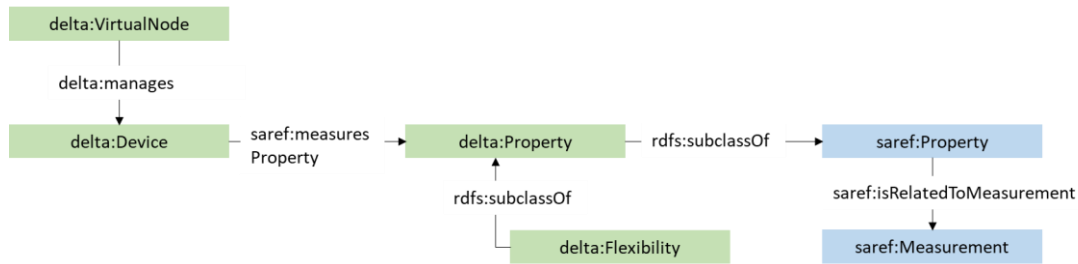 delta:VirtualNode
delta:manages
delta:Device
saref:measures
Property
delta:Property
rdfs:subclassOf
saref:Property
rdfs:subclassOf
saref:isRelatedToMeasurement
delta:Flexibility
saref:Measurement